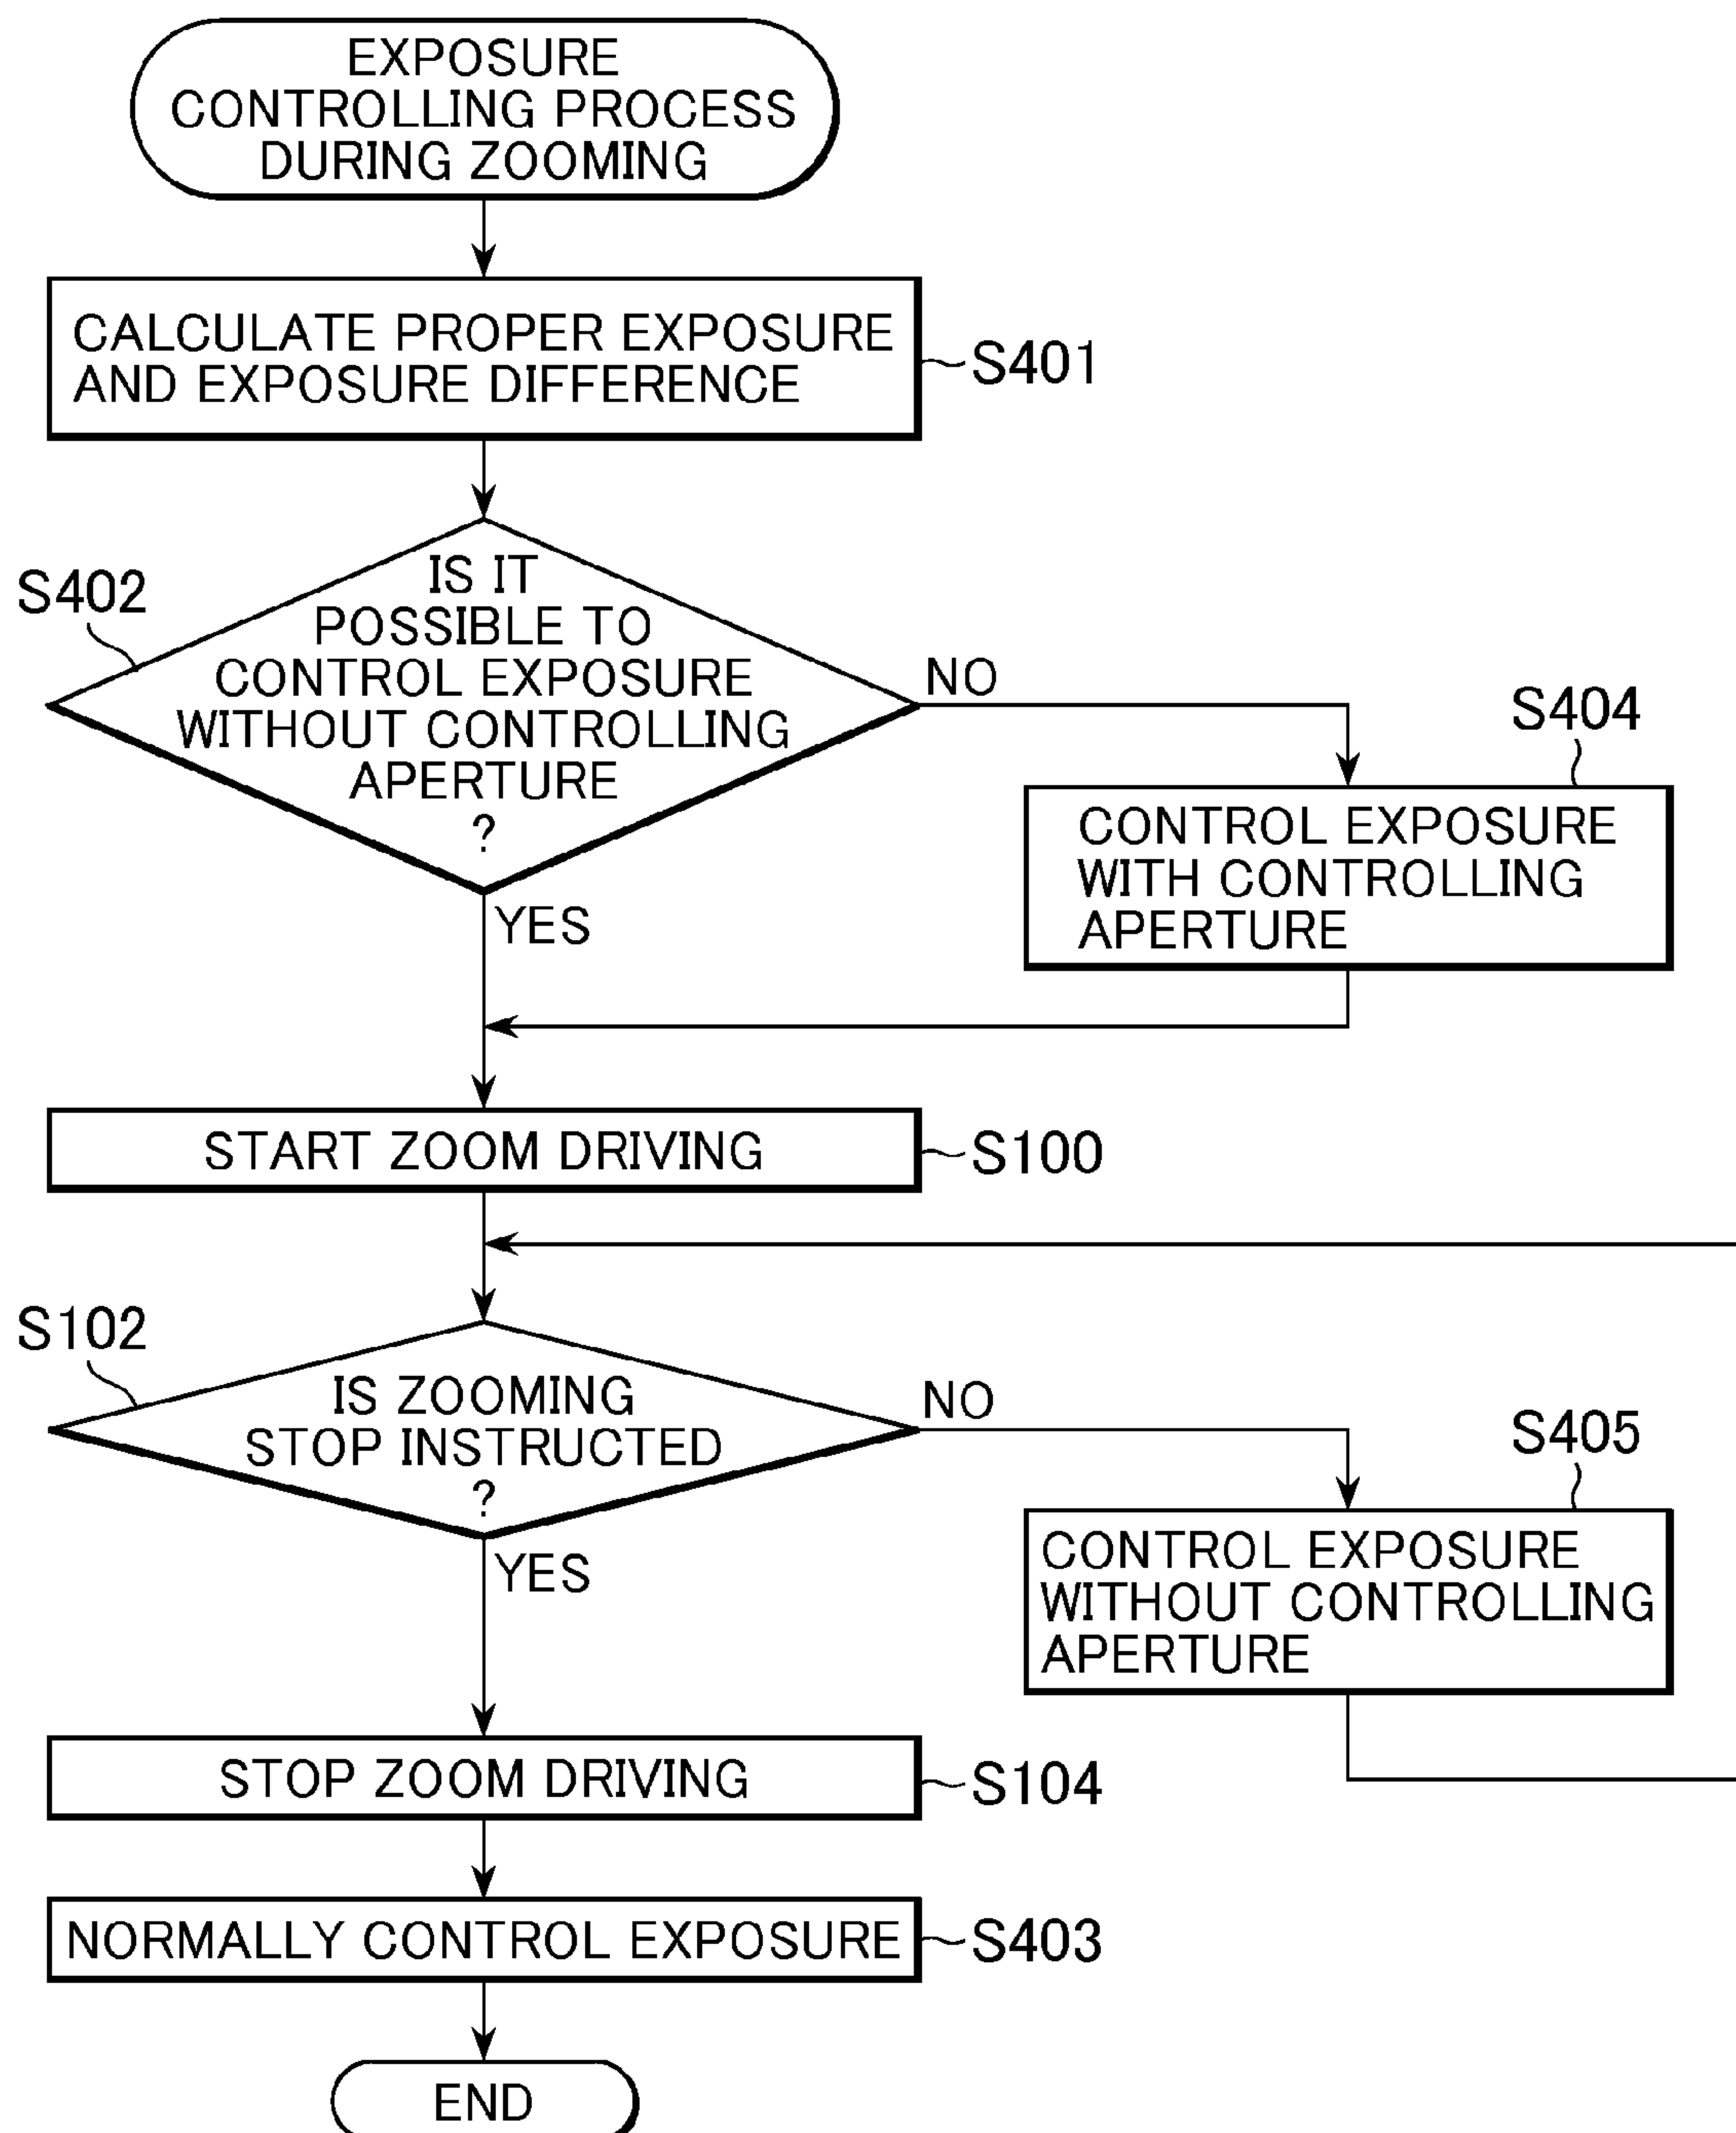 EXPOSURE
CONTROLLING PROCESS
DURING ZOOMING
CALCULATE PROPER EXPOSURE
AND EXPOSURE DIFFERENCE
S401
S402
IS IT
POSSIBLE TO
CONTROL EXPOSURE
WITHOUT CONTROLLING
APERTURE
?
NO
YES
S404
CONTROL EXPOSURE
WITH CONTROLLING
APERTURE
START ZOOM DRIVING
S100
S102
IS ZOOMING
STOP INSTRUCTED
?
NO
YES
S405
CONTROL EXPOSURE
WITHOUT CONTROLLING
APERTURE
STOP ZOOM DRIVING
S104
NORMALLY CONTROL EXPOSURE
S403
END